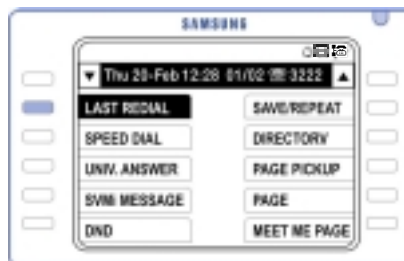 SAMSUNG
Thu 20-Feb 12:28 01/02 ☎ 3222
LAST REDIAL SAVE/REPEAT
SPEED DIAL DIRECTORY
UNIV. ANSWER PAGE PICKUP
SVMi MESSAGE PAGE
DND MEET ME PAGE